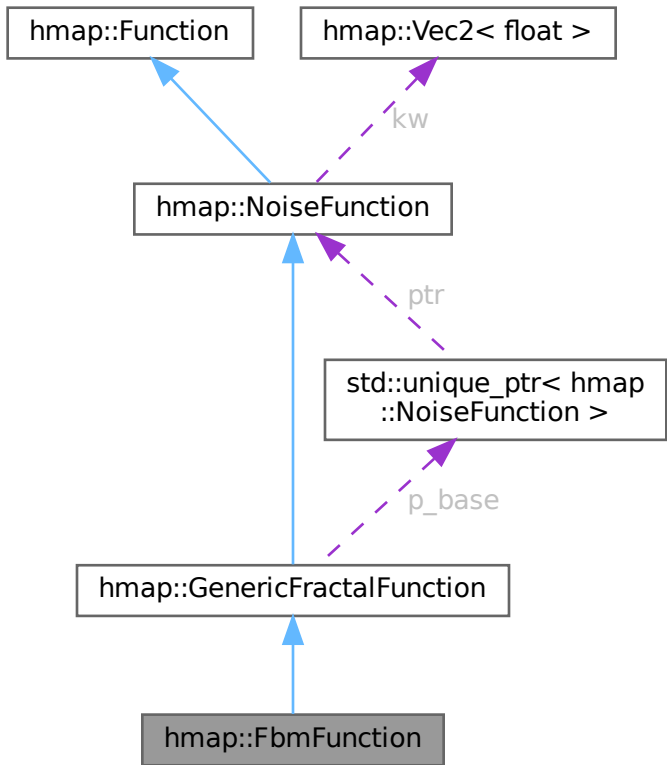 hmap::Function
hmap::Vec2< float >
kw
hmap::NoiseFunction
ptr
std::unique_ptr< hmap
::NoiseFunction >
p_base
hmap::GenericFractalFunction
hmap::FbmFunction